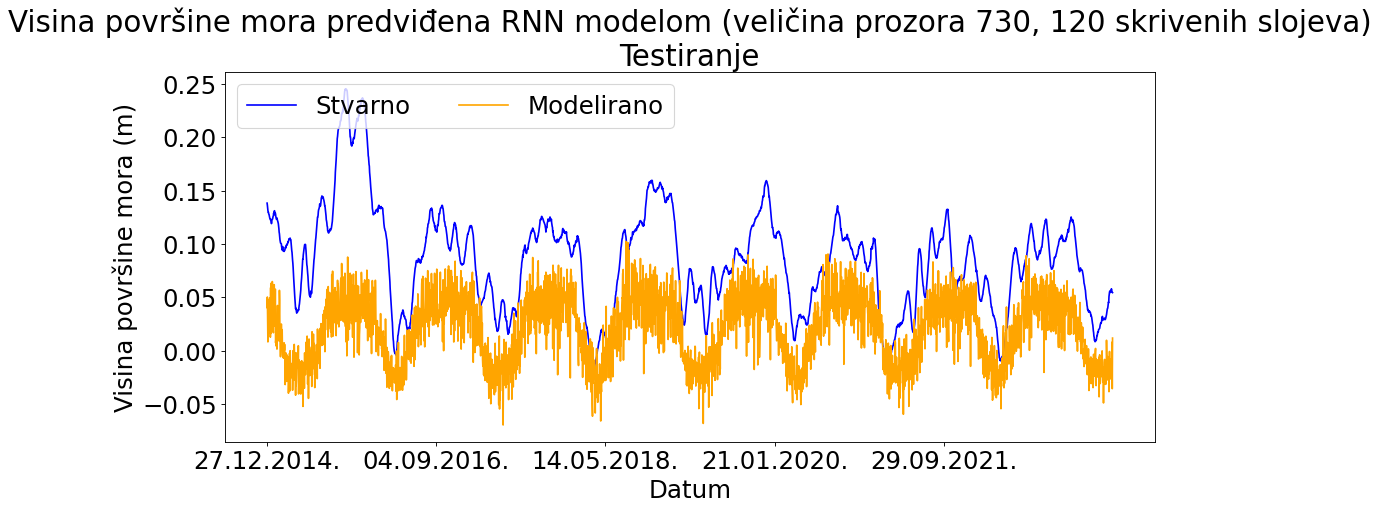 Visina površine mora predviđena RNN modelom (veličina prozora 730, 120 skrivenih slojeva)
Testiranje
Stvarno Modelirano
Visina površine mora (m)
0.25
0.20
0.15
0.10
0.05
0.00
−0.05
27.12.2014. 04.09.2016. 14.05.2018. 21.01.2020. 29.09.2021.
Datum